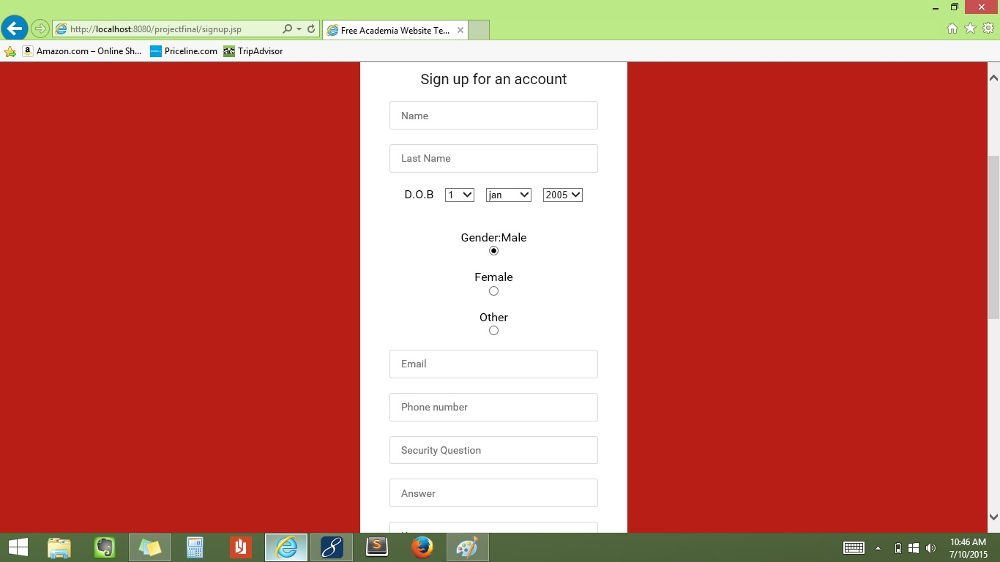 http://localhost:8080/projectfinal/signup.jsp
Free Academia Website Te...
Amazon.com – Online Sh... Priceline.com TripAdvisor
Sign up for an account
Name
Last Name
D.O.B 1 jan 2005
Gender:Male
Female
Other
Email
Phone number
Security Question
Answer
10:46 AM
7/10/2015